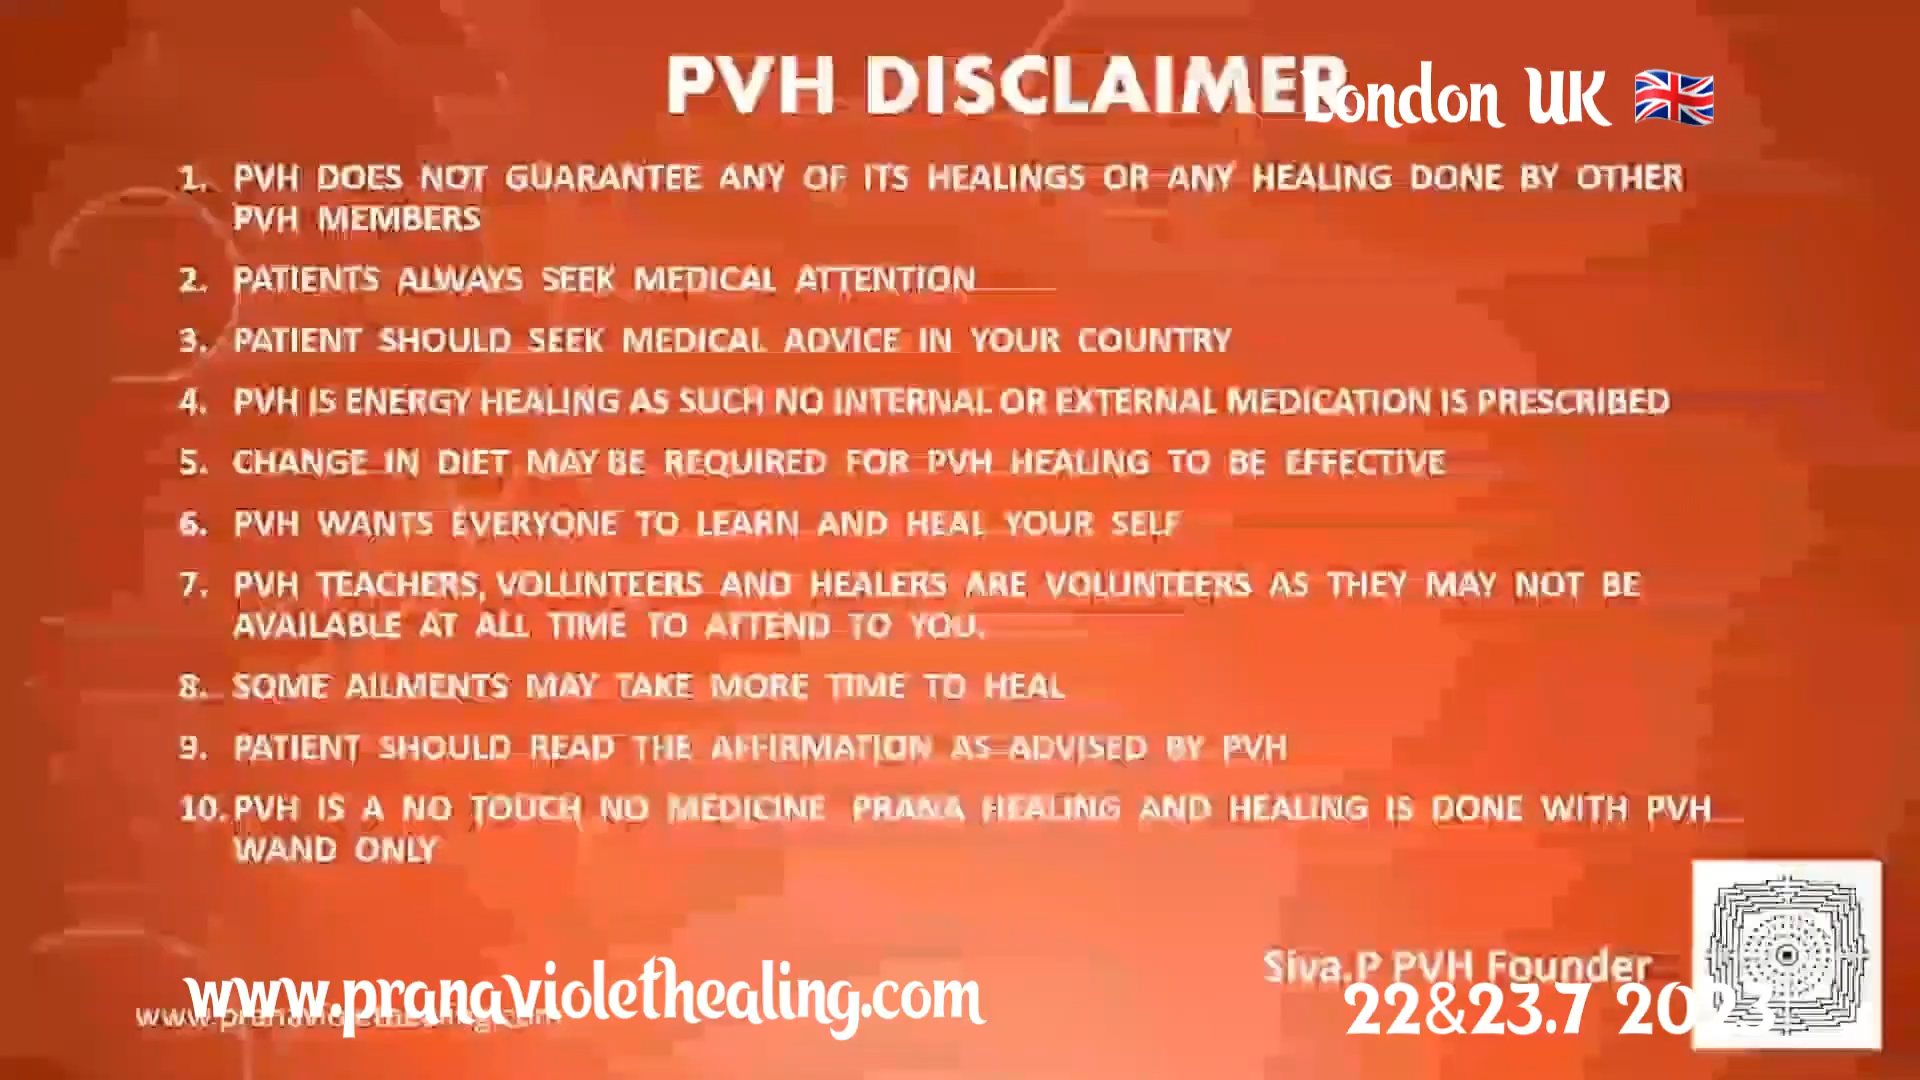 PVH DISCLAIMER
London UK
1. PVH DOES NOT GUARANTEE ANY OF ITS HEALINGS OR ANY HEALING DONE BY OTHER
PVH MEMBERS
2. PATIENTS ALWAYS SEEK MEDICAL ATTENTION
3. PATIENT SHOULD SEEK MEDICAL ADVICE IN YOUR COUNTRY
4. PVH IS ENERGY HEALING AS SUCH NO INTERNAL OR EXTERNAL MEDICATION IS PRESCRIBED
5. CHANGE IN DIET MAY BE REQUIRED FOR PVH HEALING TO BE EFFECTIVE
6. PVH WANTS EVERYONE TO LEARN AND HEAL YOUR SELF
7. PVH TEACHERS, VOLUNTEERS AND HEALERS ARE VOLUNTEERS AS THEY MAY NOT BE
AVAILABLE AT ALL TIME TO ATTEND TO YOU.
8. SOME AILMENTS MAY TAKE MORE TIME TO HEAL
9. PATIENT SHOULD READ THE AFFIRMATION AS ADVISED BY PVH
10. PVH IS A NO TOUCH NO MEDICINE PRANA HEALING AND HEALING IS DONE WITH PVH
WAND ONLY
Siva.P PVH Founder
www.pranaviolethealing.com
www.pranaviolethealing.com
22&23.7 2023